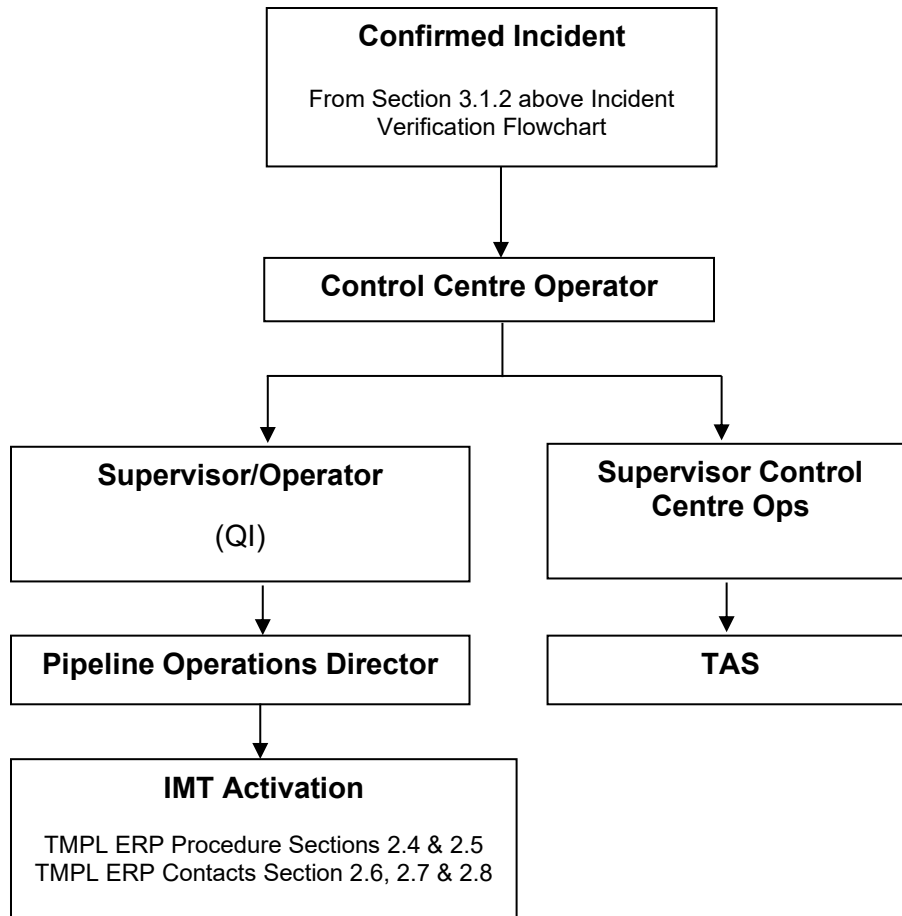 Confirmed Incident
From Section 3.1.2 above Incident
Verification Flowchart
Control Centre Operator
Supervisor/Operator
(QI)
Supervisor Control
Centre Ops
Pipeline Operations Director
TAS
IMT Activation
TMPL ERP Procedure Sections 2.4 & 2.5
TMPL ERP Contacts Section 2.6, 2.7 & 2.8